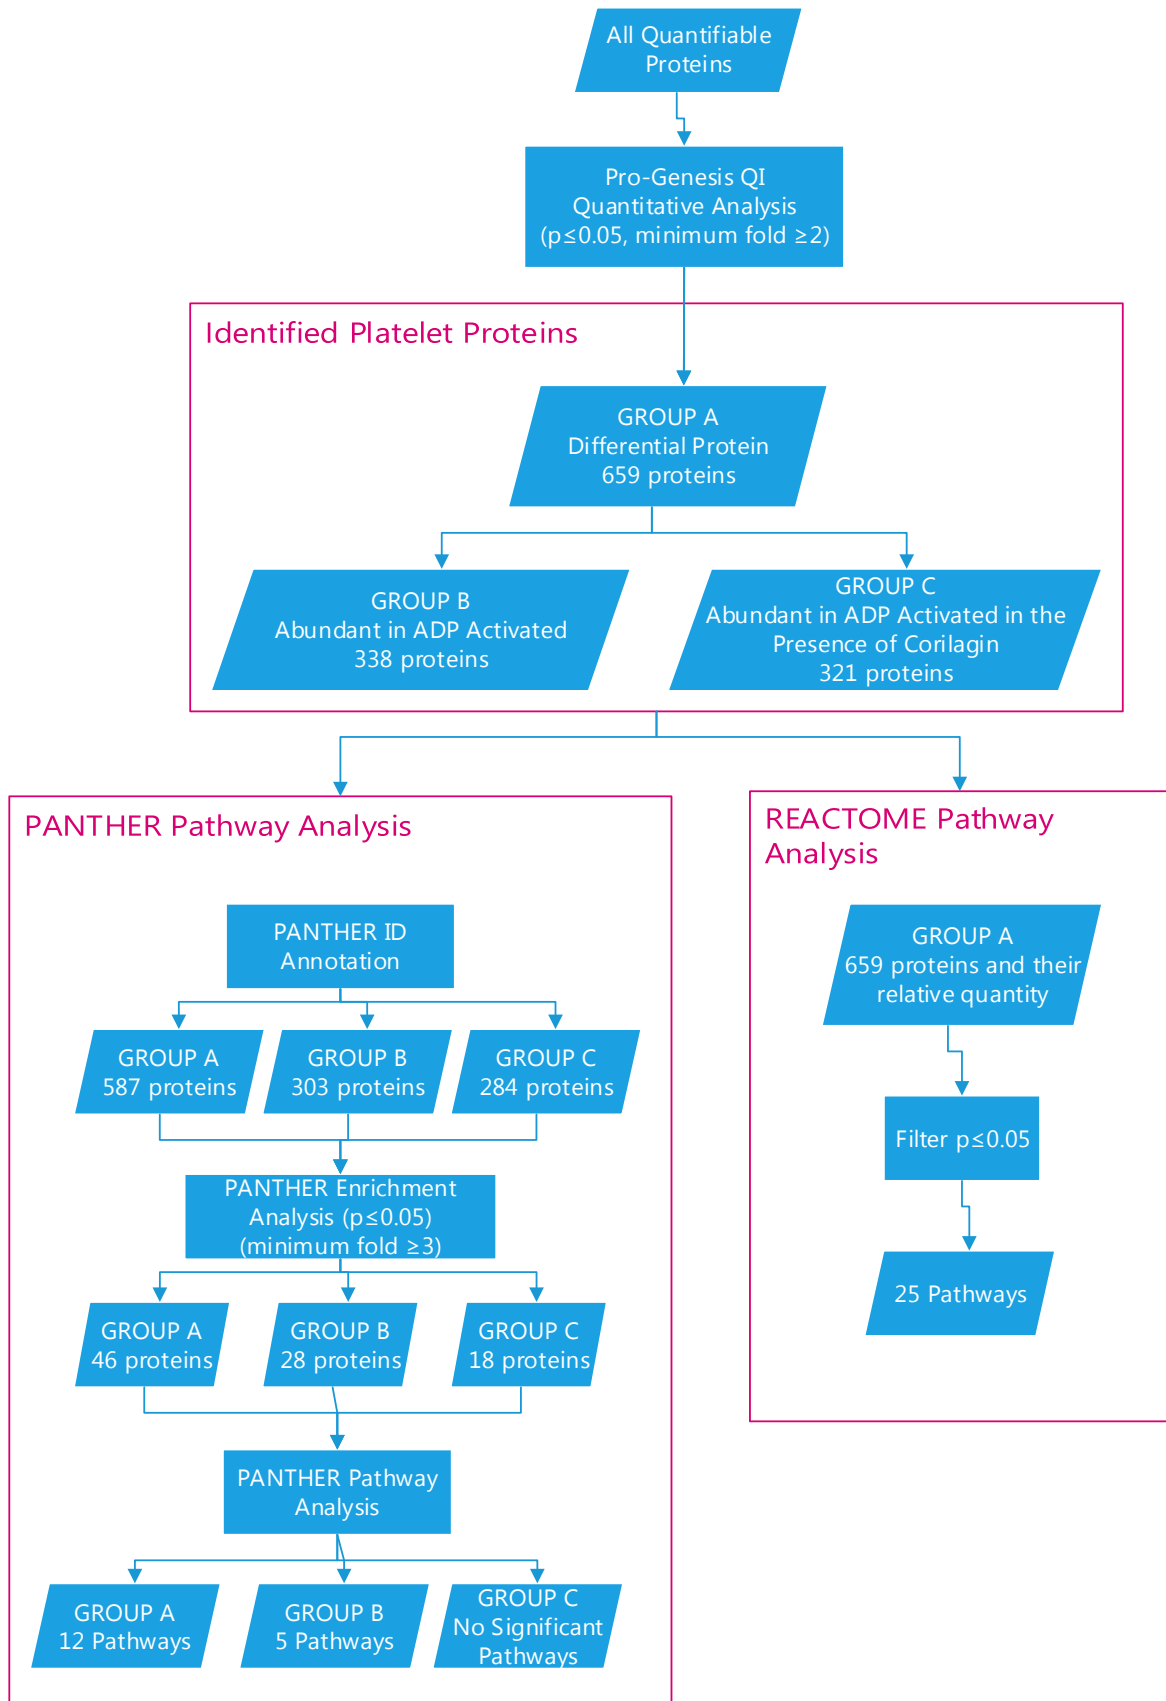 All Quantifiable
Proteins
Pro-Genesis QI
Quantitative Analysis
(p≤0.05, minimum fold ≥2)
Identified Platelet Proteins
GROUP A
Differential Protein
659 proteins
GROUP B
Abundant in ADP Activated
338 proteins
GROUP C
Abundant in ADP Activated in the
Presence of Corilagin
321 proteins
PANTHER Pathway Analysis
PANTHER ID
Annotation
GROUP A
587 proteins
GROUP B
303 proteins
GROUP C
284 proteins
PANTHER Enrichment
Analysis (p≤0.05)
(minimum fold ≥3)
GROUP A
46 proteins
GROUP B
28 proteins
GROUP C
18 proteins
PANTHER Pathway
Analysis
GROUP A
12 Pathways
GROUP B
5 Pathways
GROUP C
No Significant
Pathways
REACTOME Pathway
Analysis
GROUP A
659 proteins and their
relative quantity
Filter p≤0.05
25 Pathways